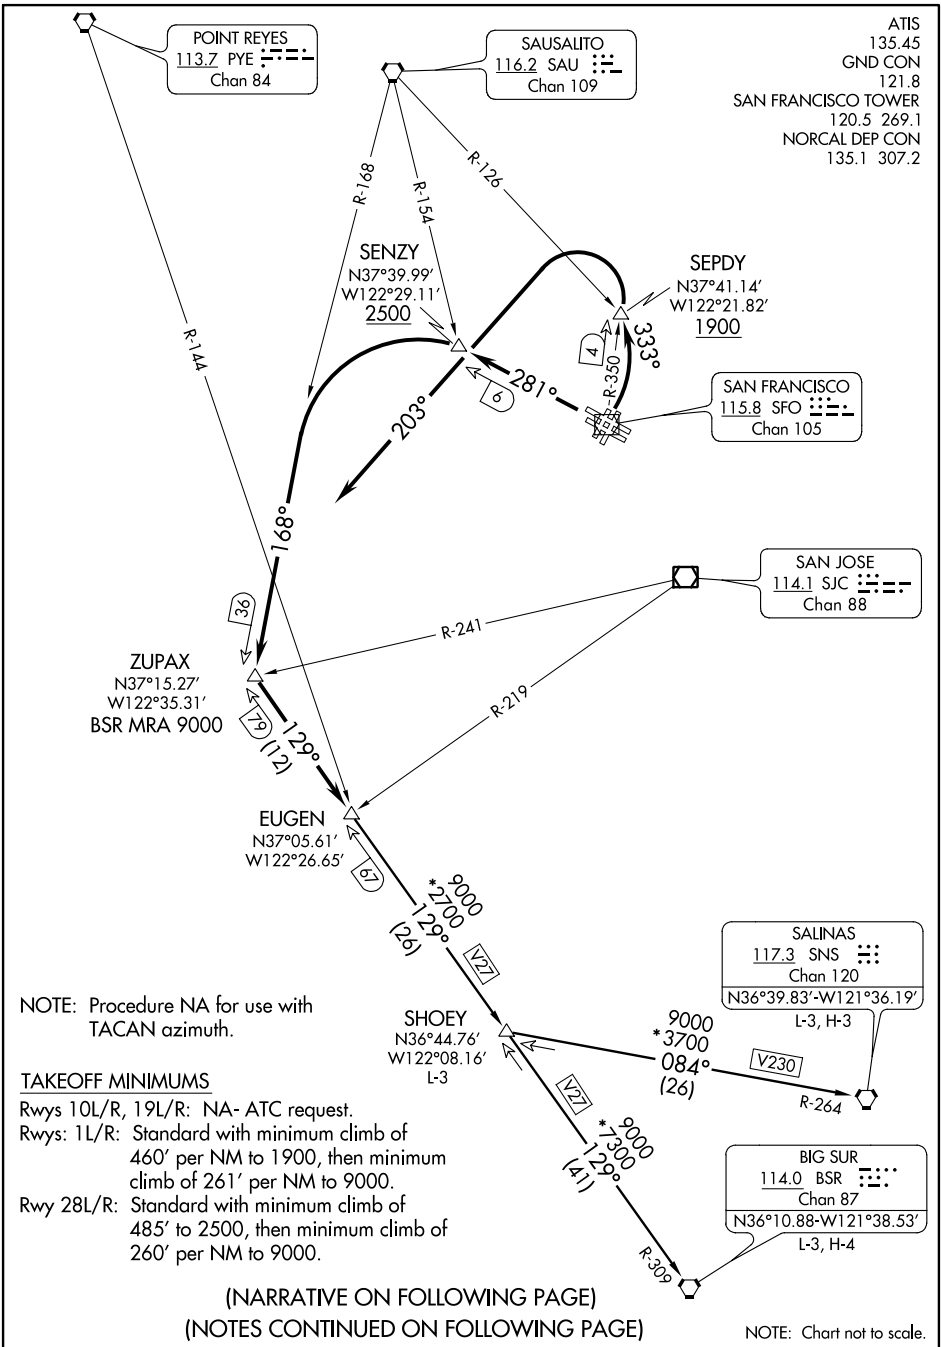 POINT REYES
113.7 PYE
Chan 84
SAUSALITO
116.2 SAU
Chan 109
ATIS
135.45
GND CON
121.8
SAN FRANCISCO TOWER
120.5 269.1
NORCAL DEP CON
135.1 307.2
R-168
R-154
R-126
R-144
SENZY
N37°39.99′
W122°29.11′
2500
SEPDY
N37°41.14′
W122°21.82′
1900
4
R-350
333°
6
281°
203°
168°
SAN FRANCISCO
115.8 SFO
Chan 105
SAN JOSE
114.1 SJC
Chan 88
R-241
R-219
36
ZUPAX
N37°15.27′
W122°35.31′
BSR MRA 9000
79
129°
(12)
EUGEN
N37°05.61′
W122°26.65′
67
9000
*2700
129°
(26)
V27
SHOEY
N36°44.76′
W122°08.16′
L-3
9000
*3700
084°
(26)
V230
R-264
SALINAS
117.3 SNS
Chan 120
N36°39.83′-W121°36.19′
L-3, H-3
V27
9000
*7300
129°
(41)
R-309
BIG SUR
114.0 BSR
Chan 87
N36°10.88-W121°38.53′
L-3, H-4
NOTE: Procedure NA for use with
TACAN azimuth.
TAKEOFF MINIMUMS
Rwys 10L/R, 19L/R: NA- ATC request.
Rwys: 1L/R: Standard with minimum climb of
460′ per NM to 1900, then minimum
climb of 261′ per NM to 9000.
Rwy 28L/R: Standard with minimum climb of
485′ to 2500, then minimum climb of
260′ per NM to 9000.
(NARRATIVE ON FOLLOWING PAGE)
(NOTES CONTINUED ON FOLLOWING PAGE)
NOTE: Chart not to scale.